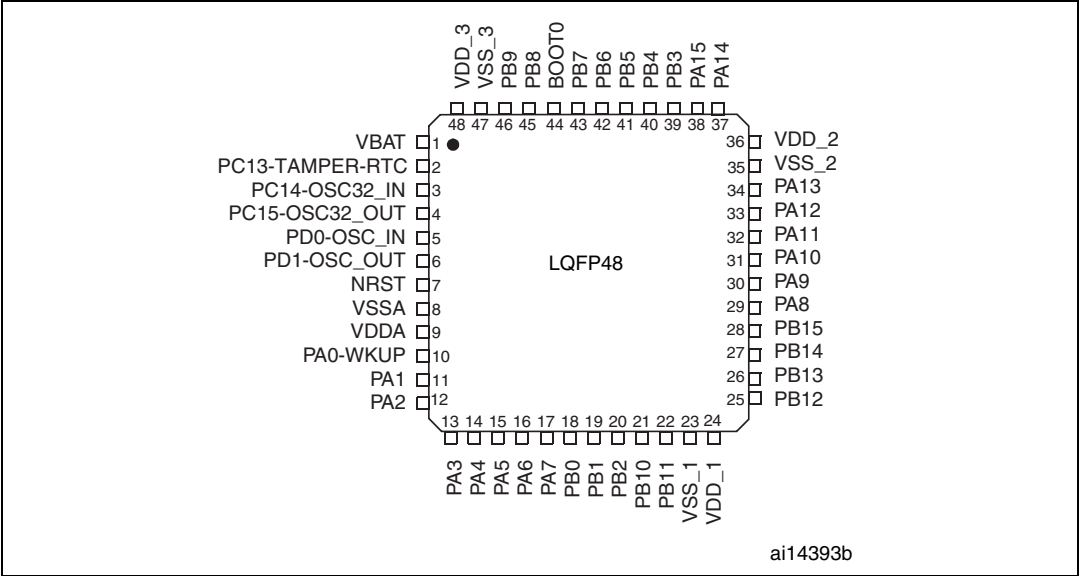 VDD_3
VSS_3
PB9
PB8
BOOT0
PB7
PB6
PB5
PB4
PB3
PA15
PA14
48 47 46 45 44 43 42 41 40 39 38 37
VBAT 1
PC13-TAMPER-RTC 2
PC14-OSC32_IN 3
PC15-OSC32_OUT 4
PD0-OSC_IN 5
PD1-OSC_OUT 6
NRST 7
VSSA 8
VDDA 9
PA0-WKUP 10
PA1 11
PA2 12
LQFP48
36 VDD_2
35 VSS_2
34 PA13
33 PA12
32 PA11
31 PA10
30 PA9
29 PA8
28 PB15
27 PB14
26 PB13
25 PB12
13 14 15 16 17 18 19 20 21 22 23 24
PA3
PA4
PA5
PA6
PA7
PB0
PB1
PB2
PB10
PB11
VSS_1
VDD_1
ai14393b